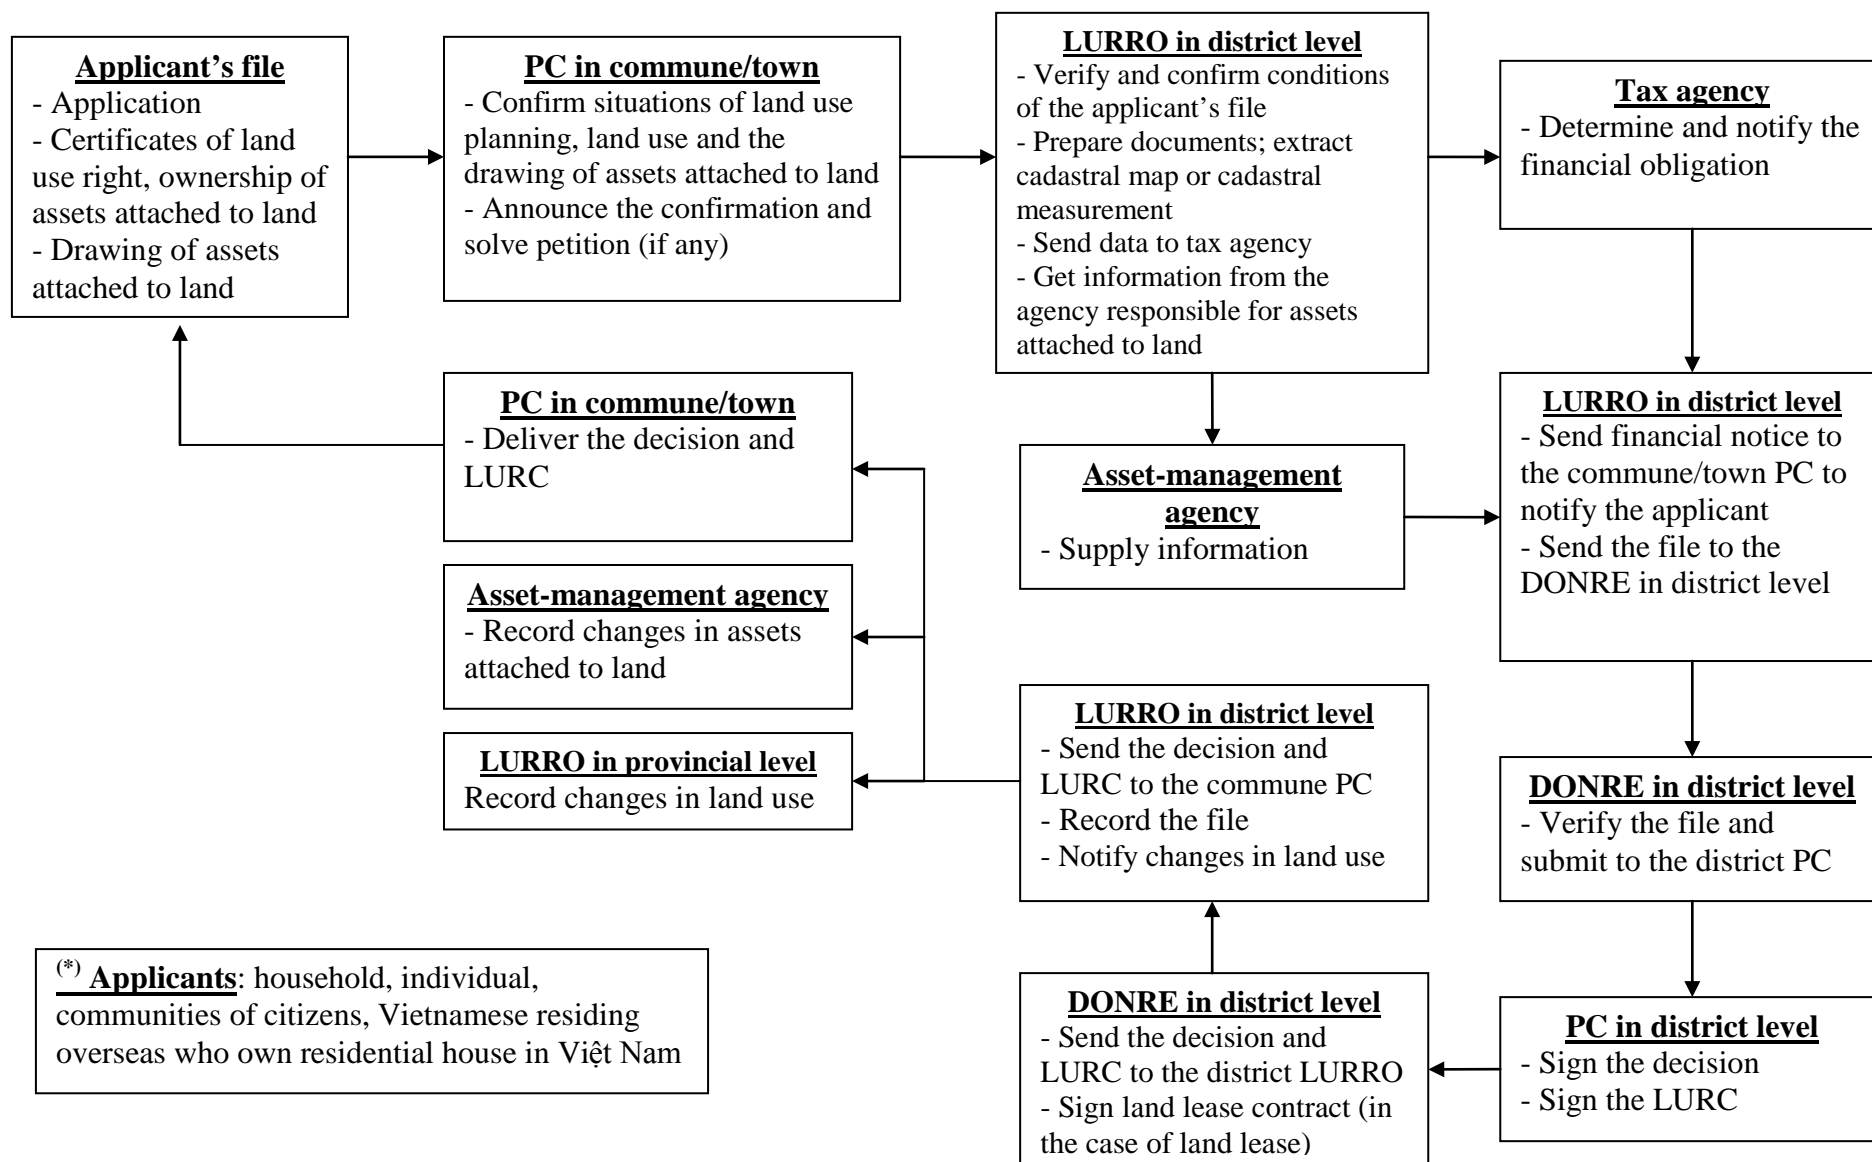 Applicant's file
- Application
- Certificates of land
use right, ownership of
assets attached to land
- Drawing of assets
attached to land
PC in commune/town
- Confirm situations of land use
planning, land use and the
drawing of assets attached to land
- Announce the confirmation and
solve petition (if any)
LURRO in district level
- Verify and confirm conditions
of the applicant's file
- Prepare documents; extract
cadastral map or cadastral
measurement
- Send data to tax agency
- Get information from the
agency responsible for assets
attached to land
Tax agency
- Determine and notify the
financial obligation
PC in commune/town
- Deliver the decision and
LURC
Asset-management
agency
- Supply information
LURRO in district level
- Send financial notice to
the commune/town PC to
notify the applicant
- Send the file to the
DONRE in district level
Asset-management agency
- Record changes in assets
attached to land
LURRO in provincial level
Record changes in land use
LURRO in district level
- Send the decision and
LURC to the commune PC
- Record the file
- Notify changes in land use
DONRE in district level
- Verify the file and
submit to the district PC
(*) Applicants: household, individual,
communities of citizens, Vietnamese residing
overseas who own residential house in Việt Nam
DONRE in district level
- Send the decision and
LURC to the district LURRO
- Sign land lease contract (in
the case of land lease)
PC in district level
- Sign the decision
- Sign the LURC